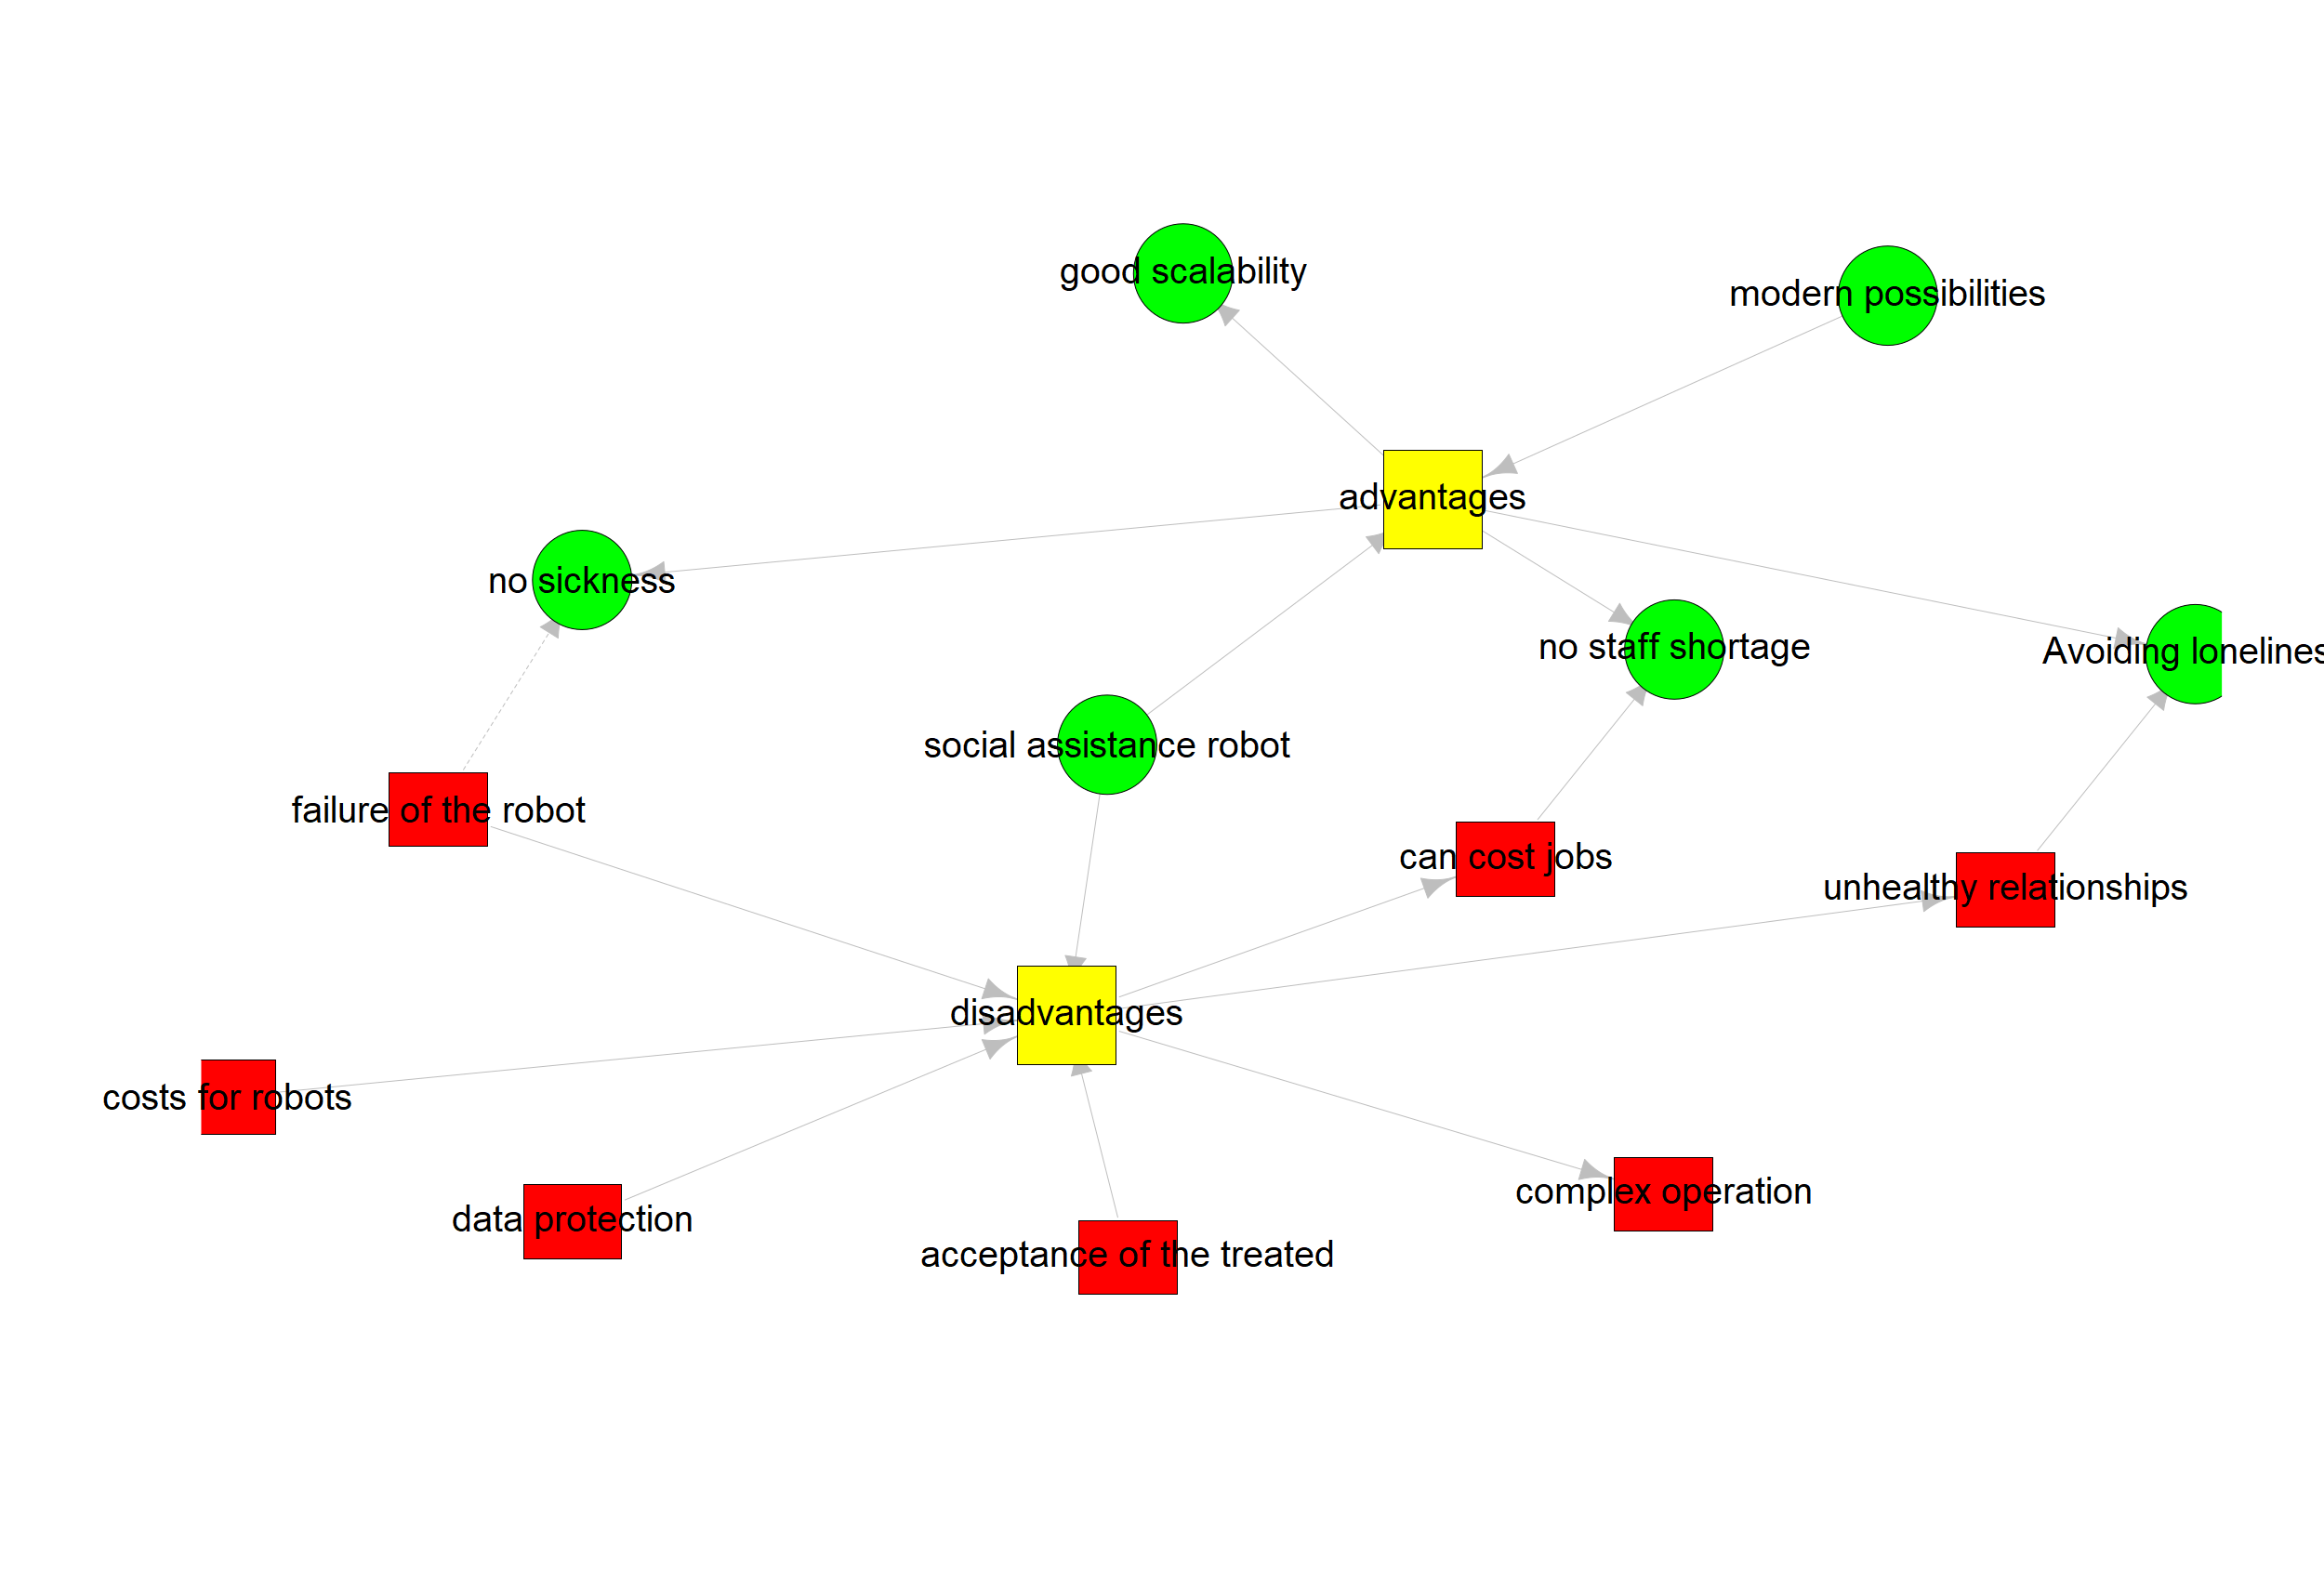 good scalability
modern possibilities
advantages
no sickness
no staff shortage
Avoiding lonelines
social assistance robot
failure of the robot
can cost jobs
unhealthy relationships
disadvantages
costs for robots
complex operation
data protection
acceptance of the treated